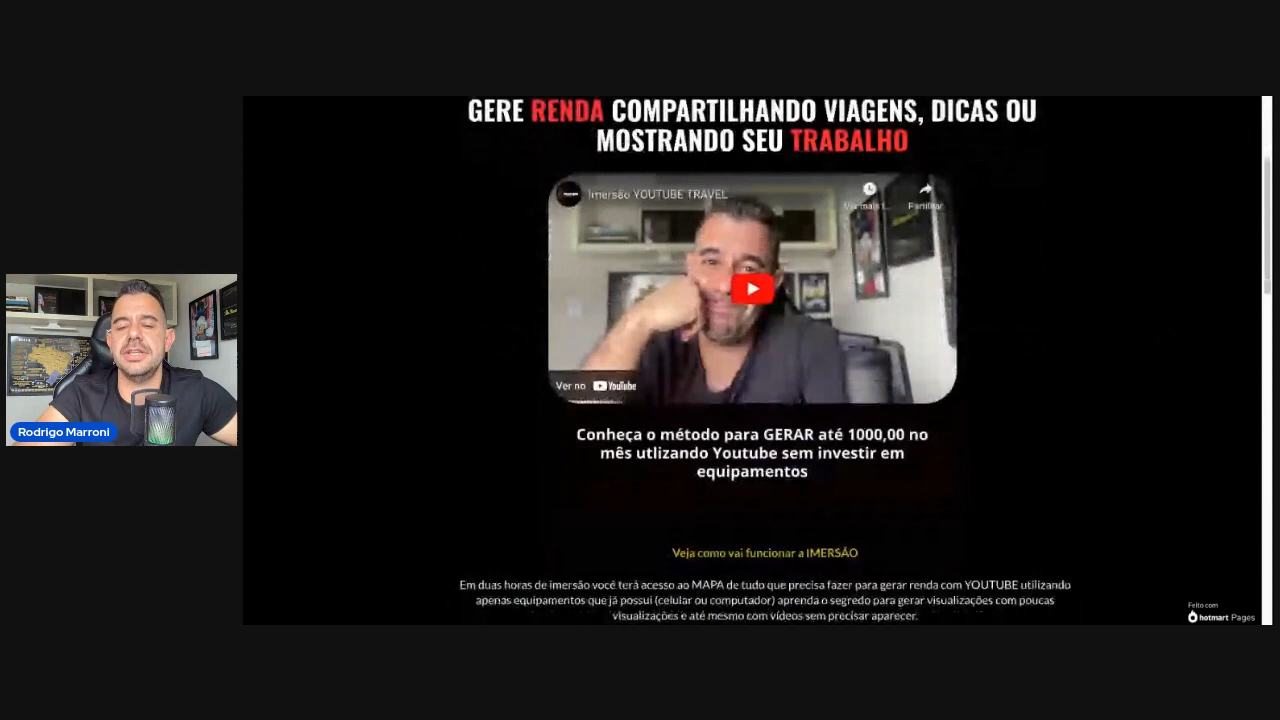 GERE RENDA COMPARTILHANDO VIAGENS, DICAS OU
MOSTRANDO SEU TRABALHO
Imersão YOUTUBE TRAVEL
Ver mais t...
Partilhar
Ver no YouTube
Conheça o método para GERAR até 1000,00 no
mês utlizando Youtube sem investir em
equipamentos
Veja como vai funcionar a IMERSÃO
Em duas horas de imersão você terá acesso ao MAPA de tudo que precisa fazer para gerar renda com YOUTUBE utilizando
apenas equipamentos que já possui (celular ou computador) aprenda o segredo para gerar visualizações com poucas
visualizações e até mesmo com vídeos sem precisar aparecer.
Rodrigo Marroni
Feito com
hotmart Pages